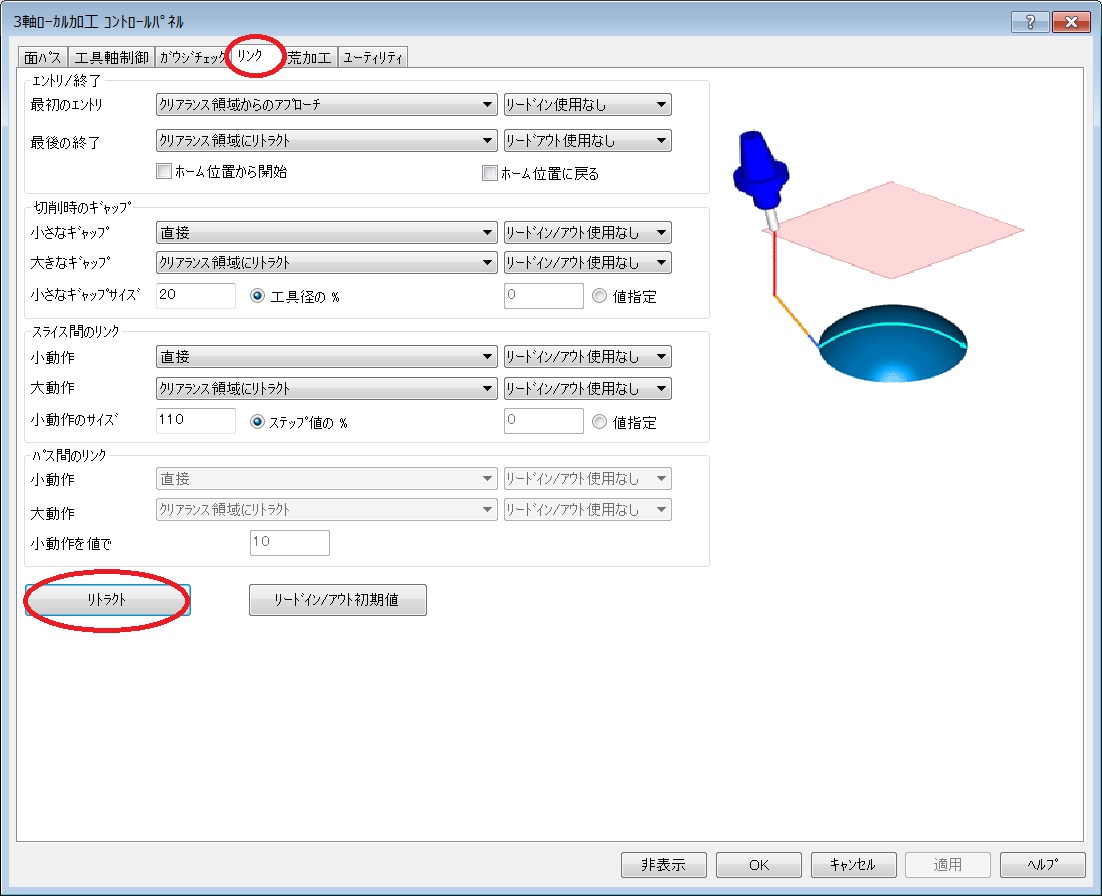 3軸ﾛｰｶﾙ加工 ｺﾝﾄﾛｰﾙﾊﾟﾈﾙ
面ﾊﾟｽ 工具軸制御 ｶﾞｳｼﾞﾁｪｯｸ ﾘﾝｸ 荒加工 ﾕｰﾃｨﾘﾃｨ
ｴﾝﾄﾘ/終了
最初のｴﾝﾄﾘ ｸﾘｱﾗﾝｽ領域からのｱﾌﾟﾛｰﾁ ﾘｰﾄﾞｲﾝ使用なし
最後の終了 ｸﾘｱﾗﾝｽ領域にﾘﾄﾗｸﾄ ﾘｰﾄﾞｱｳﾄ使用なし
ﾎｰﾑ位置から開始 ﾎｰﾑ位置に戻る
切削時のｷﾞｬｯﾌﾟ
小さなｷﾞｬｯﾌﾟ 直接 ﾘｰﾄﾞｲﾝ/ｱｳﾄ使用なし
大きなｷﾞｬｯﾌﾟ ｸﾘｱﾗﾝｽ領域にﾘﾄﾗｸﾄ ﾘｰﾄﾞｲﾝ/ｱｳﾄ使用なし
小さなｷﾞｬｯﾌﾟｻｲｽﾞ 20 工具径の % 0 値指定
ｽﾗｲｽ間のﾘﾝｸ
小動作 直接 ﾘｰﾄﾞｲﾝ/ｱｳﾄ使用なし
大動作 ｸﾘｱﾗﾝｽ領域にﾘﾄﾗｸﾄ ﾘｰﾄﾞｲﾝ/ｱｳﾄ使用なし
小動作のｻｲｽﾞ 110 ｽﾃｯﾌﾟ値の % 0 値指定
ﾊﾟｽ間のﾘﾝｸ
小動作 直接 ﾘｰﾄﾞｲﾝ/ｱｳﾄ使用なし
大動作 ｸﾘｱﾗﾝｽ領域にﾘﾄﾗｸﾄ ﾘｰﾄﾞｲﾝ/ｱｳﾄ使用なし
小動作を値で 10
ﾘﾄﾗｸﾄ ﾘｰﾄﾞｲﾝ/ｱｳﾄ初期値
非表示 OK ｷｬﾝｾﾙ 適用 ﾍﾙﾌﾟ